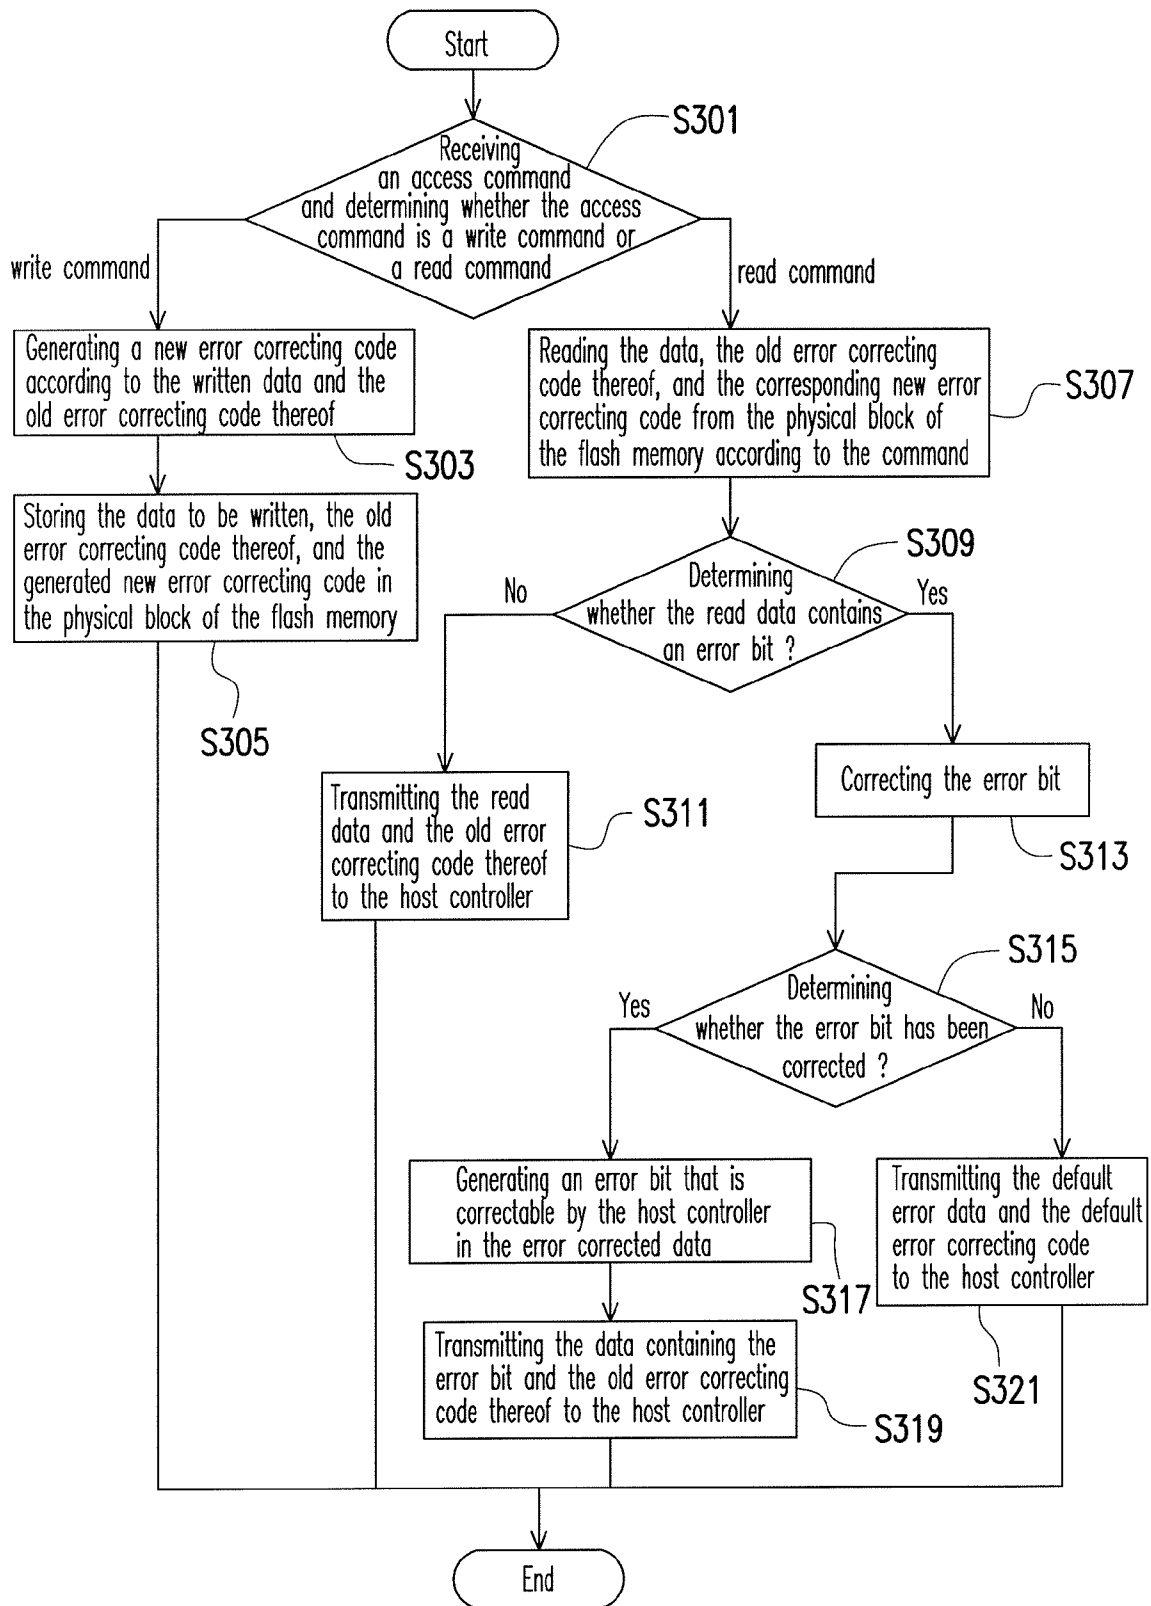 Start
S301
Receiving
an access command
and determining whether the access
command is a write command or
a read command
write command
read command
Generating a new error correcting code
according to the written data and the
old error correcting code thereof
S303
Reading the data, the old error correcting
code thereof, and the corresponding new error
correcting code from the physical block of
the flash memory according to the command
S307
Storing the data to be written, the old
error correcting code thereof, and the
generated new error correcting code in
the physical block of the flash memory
S305
S309
Determining
whether the read data contains
an error bit ?
No
Yes
Transmitting the read
data and the old error
correcting code thereof
to the host controller
S311
Correcting the error bit
S313
S315
Determining
whether the error bit has been
corrected ?
Yes
No
Generating an error bit that is
correctable by the host controller
in the error corrected data
S317
Transmitting the default
error data and the default
error correcting code
to the host controller
S321
Transmitting the data containing the
error bit and the old error correcting
code thereof to the host controller
S319
End